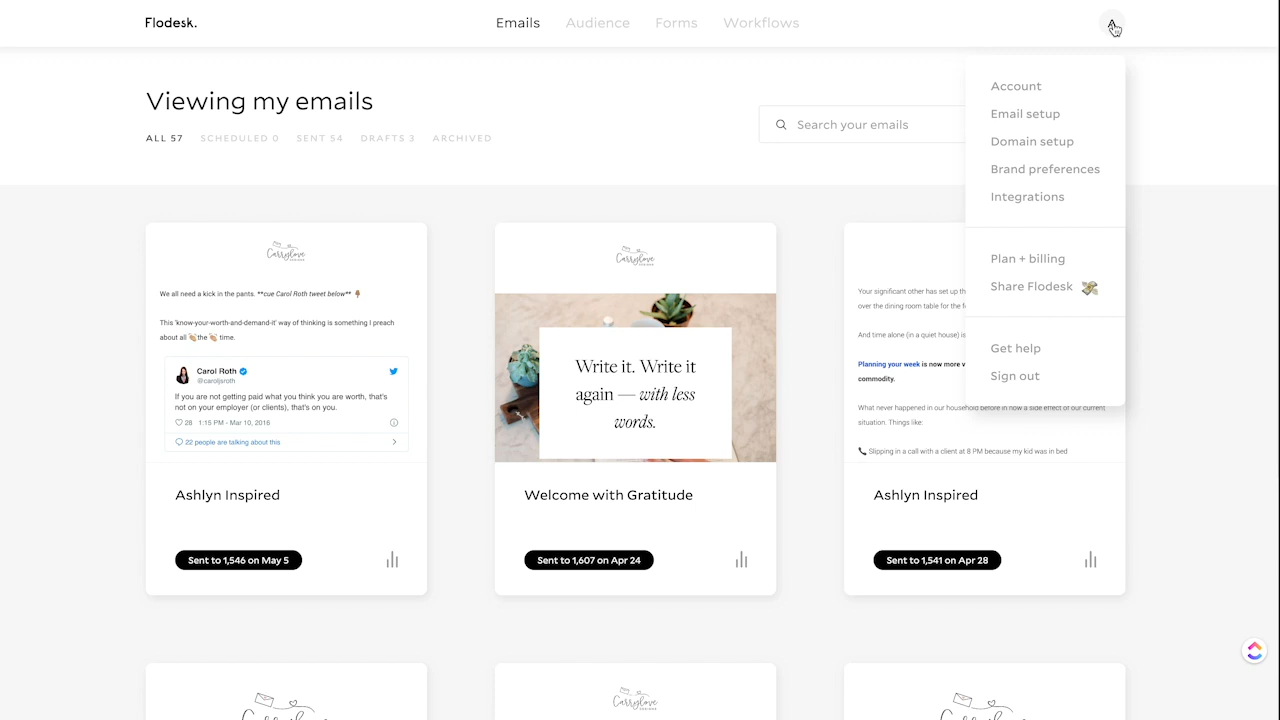 Flodesk.
Emails
Audience
Forms
Workflows
A
Viewing my emails
ALL 57
SCHEDULED 0
SENT 54
DRAFTS 3
ARCHIVED
Search your emails
Account
Email setup
Domain setup
Brand preferences
Integrations
Plan + billing
Share Flodesk 💸
Get help
Sign out
Carrylove
DESIGNS
We all need a kick in the pants. **cue Carol Roth tweet below** 👇🏽
This 'know-your-worth-and-demand-it' way of thinking is something I preach
about all 👏🏽the 👏🏽 time.
Carol Roth
@caroljsroth
If you are not getting paid what you think you are worth, that's
not on your employer (or clients), that's on you.
28 1:15 PM - Mar 10, 2016
22 people are talking about this
Ashlyn Inspired
Sent to 1,546 on May 5
Carrylove
DESIGNS
Write it. Write it
again — with less
words.
Welcome with Gratitude
Sent to 1,607 on Apr 24
Your significant other has set up th
over the dining room table for the f
And time alone (in a quiet house) is
Planning your week is now more v
commodity.
What never happened in our household before in now a side effect of our current
situation. Things like:
📞 Slipping in a call with a client at 8 PM because my kid was in bed
Ashlyn Inspired
Sent to 1,541 on Apr 28
Carrylove
DESIGNS